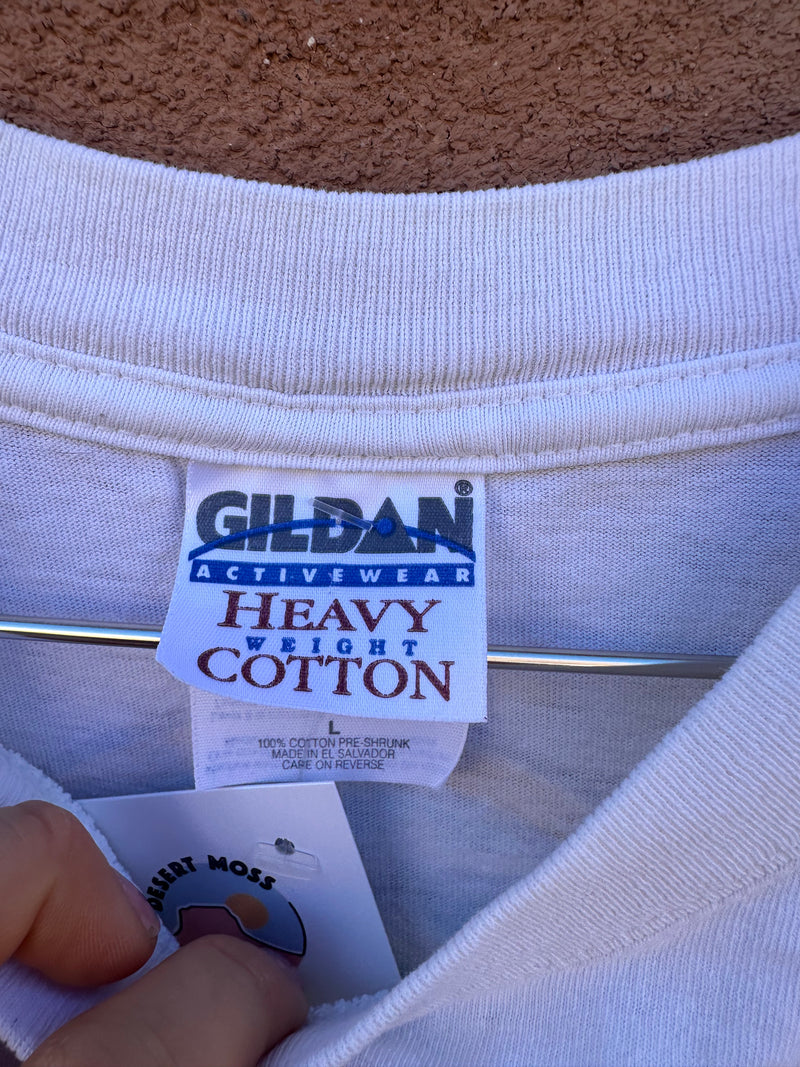 GILDAN®
ACTIVEWEAR
HEAVY
WEIGHT
COTTON
L
100% COTTON PRE-SHRUNK
MADE IN EL SALVADOR
CARE ON REVERSE
DESERT MOSS